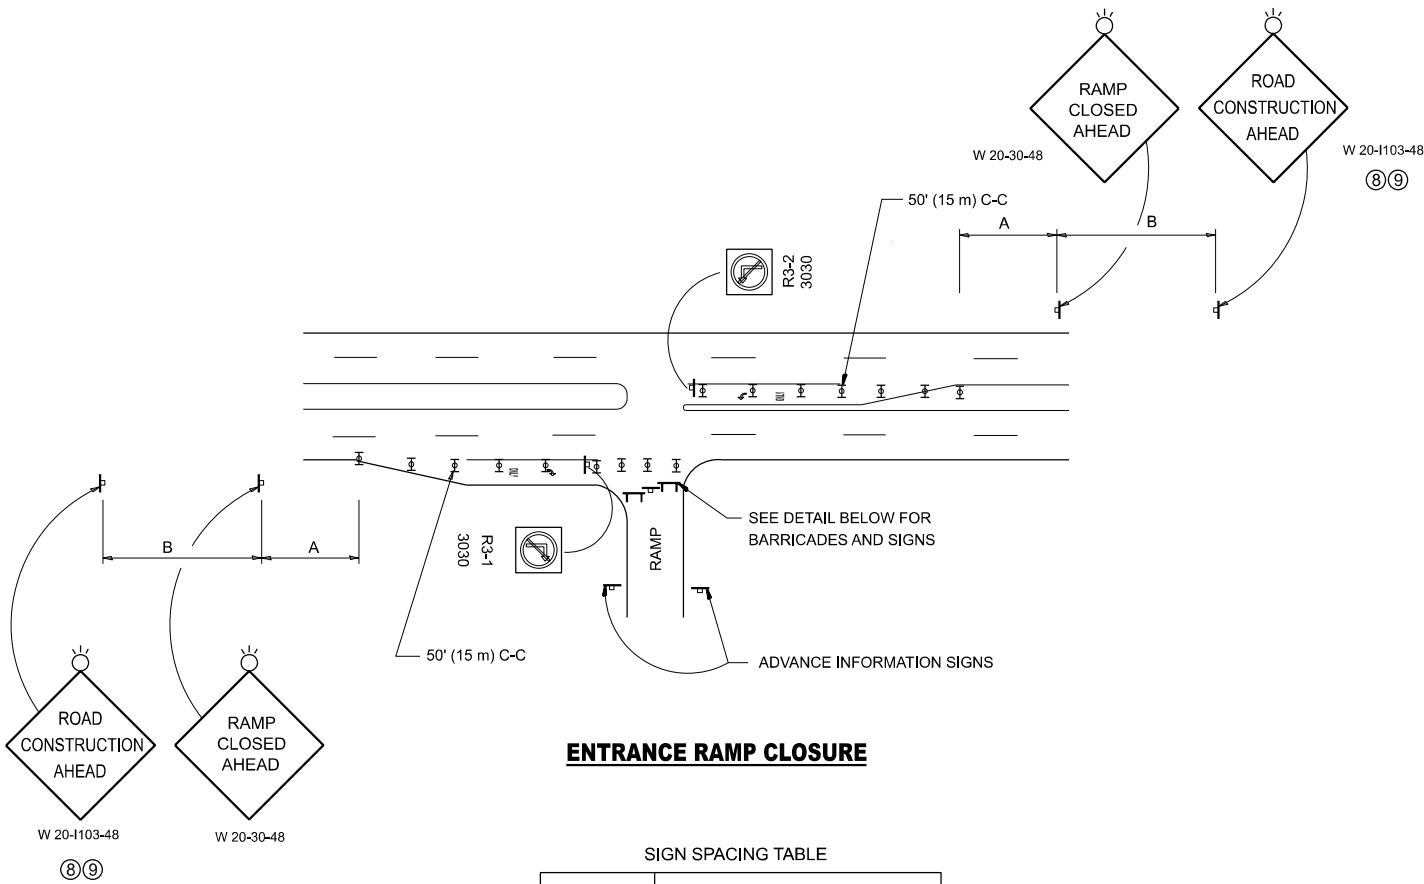 RAMP
CLOSED
AHEAD
W 20-30-48
ROAD
CONSTRUCTION
AHEAD
W 20-I103-48
⑧⑨
50' (15 m) C-C
A
B
R3-2
3030
B
A
R3-1
3030
RAMP
SEE DETAIL BELOW FOR
BARRICADES AND SIGNS
50' (15 m) C-C
ADVANCE INFORMATION SIGNS
ROAD
CONSTRUCTION
AHEAD
W 20-I103-48
⑧⑨
RAMP
CLOSED
AHEAD
W 20-30-48
ENTRANCE RAMP CLOSURE
SIGN SPACING TABLE